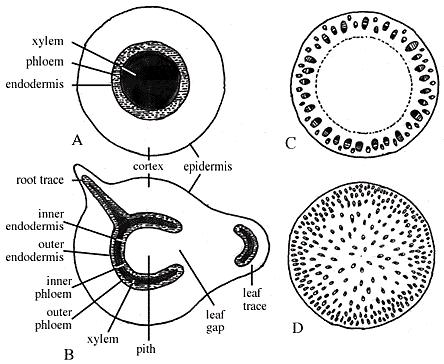 xylem
phloem
endodermis
A
C
cortex
epidermis
root trace
inner
endodermis
outer
endodermis
inner
phloem
outer
phloem
xylem
B
pith
leaf
gap
leaf
trace
D